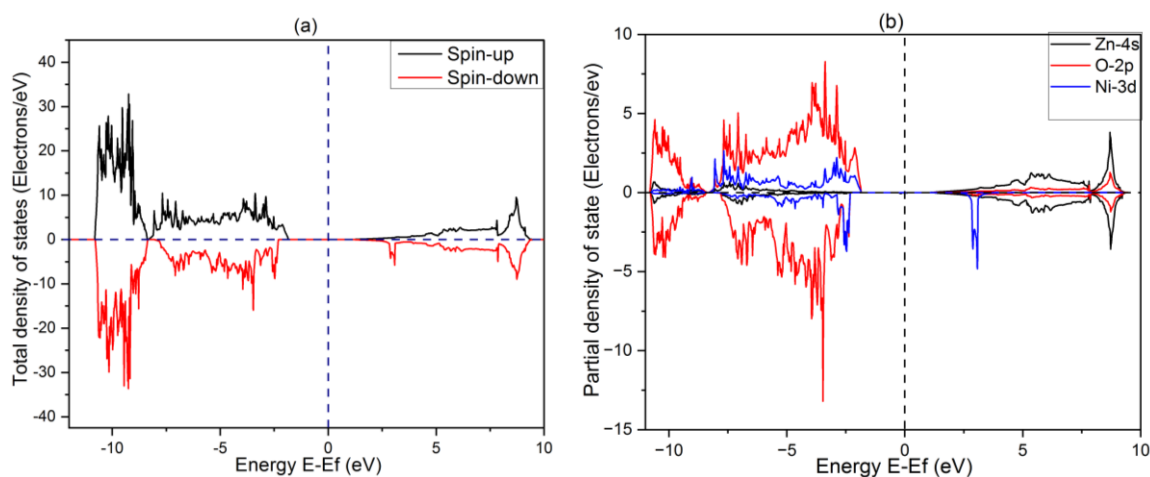 (a)
Total density of states (Electrons/eV)
40
30
20
10
0
-10
-20
-30
-40
Spin-up
Spin-down
-10
-5
0
5
10
Energy E-Ef (eV)
(b)
Partial density of state (Electrons/ev)
10
5
0
−5
−10
−15
Zn-4s
O-2p
Ni-3d
-10
-5
0
5
10
Energy E-Ef (eV)